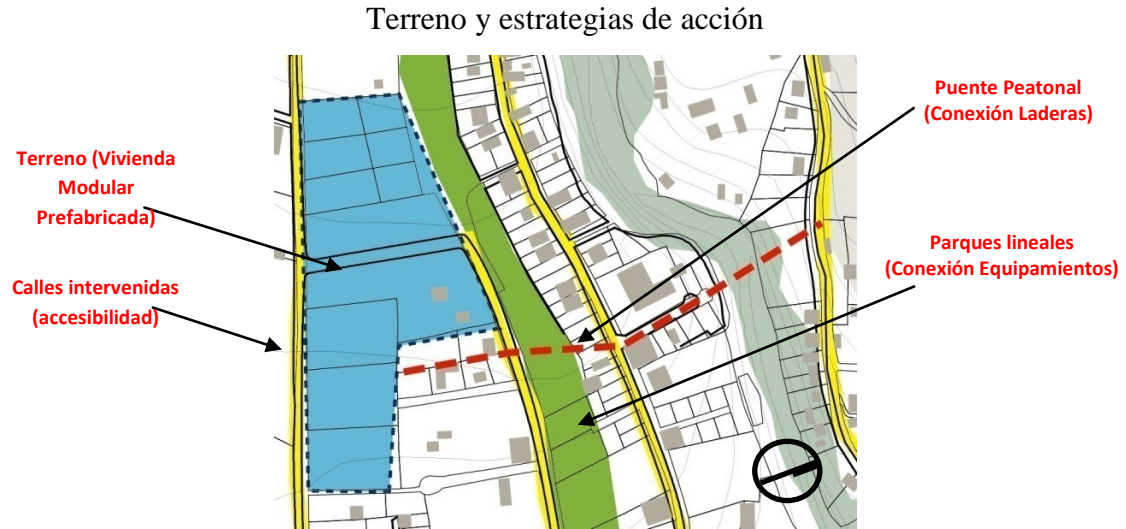 Terreno y estrategias de acción
Terreno (Vivienda
Modular
Prefabricada)
Calles intervenidas
(accesibilidad)
Puente Peatonal
(Conexión Laderas)
Parques lineales
(Conexión Equipamientos)